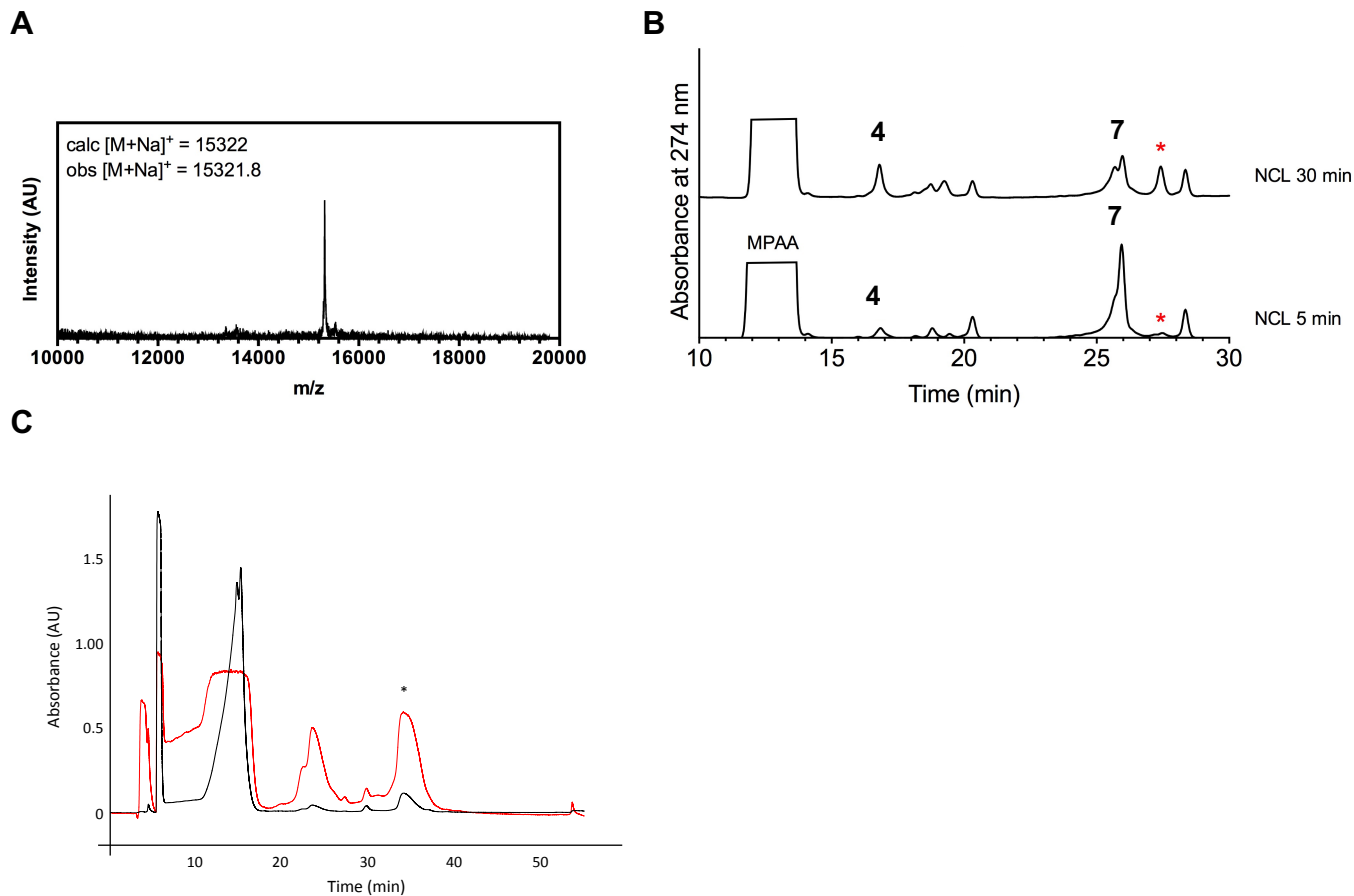 A
calc [M+Na]+ = 15322
obs [M+Na]+ = 15321.8
Intensity (AU)
10000 12000 14000 16000 18000 20000
m/z
B
Absorbance at 274 nm
4
7
*
NCL 30 min
MPAA
4
7
*
NCL 5 min
10 15 20 25 30
Time (min)
C
Absorbance (AU)
1.5
1.00
0.5
0
*
10 20 30 40 50
Time (min)